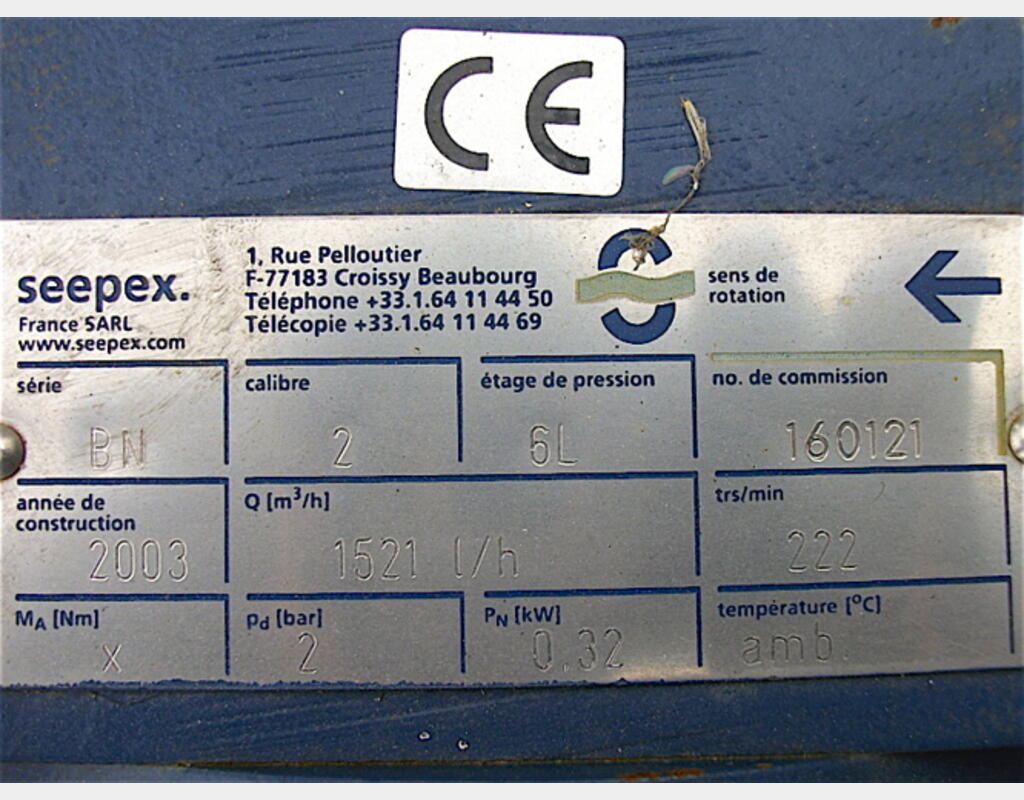 CE
seepex.
France SARL
www.seepex.com
1, Rue Pelloutier
F-77183 Croissy Beaubourg
Téléphone +33.1.64 11 44 50
Télécopie +33.1.64 11 44 69
sens de
rotation
série
BN
calibre
2
étage de pression
6L
no. de commission
160121
année de
construction
2003
Q [m³/h]
1521 l/h
trs/min
222
MA [Nm]
X
pd [bar]
2
PN [kW]
0.32
température [°C]
amb.